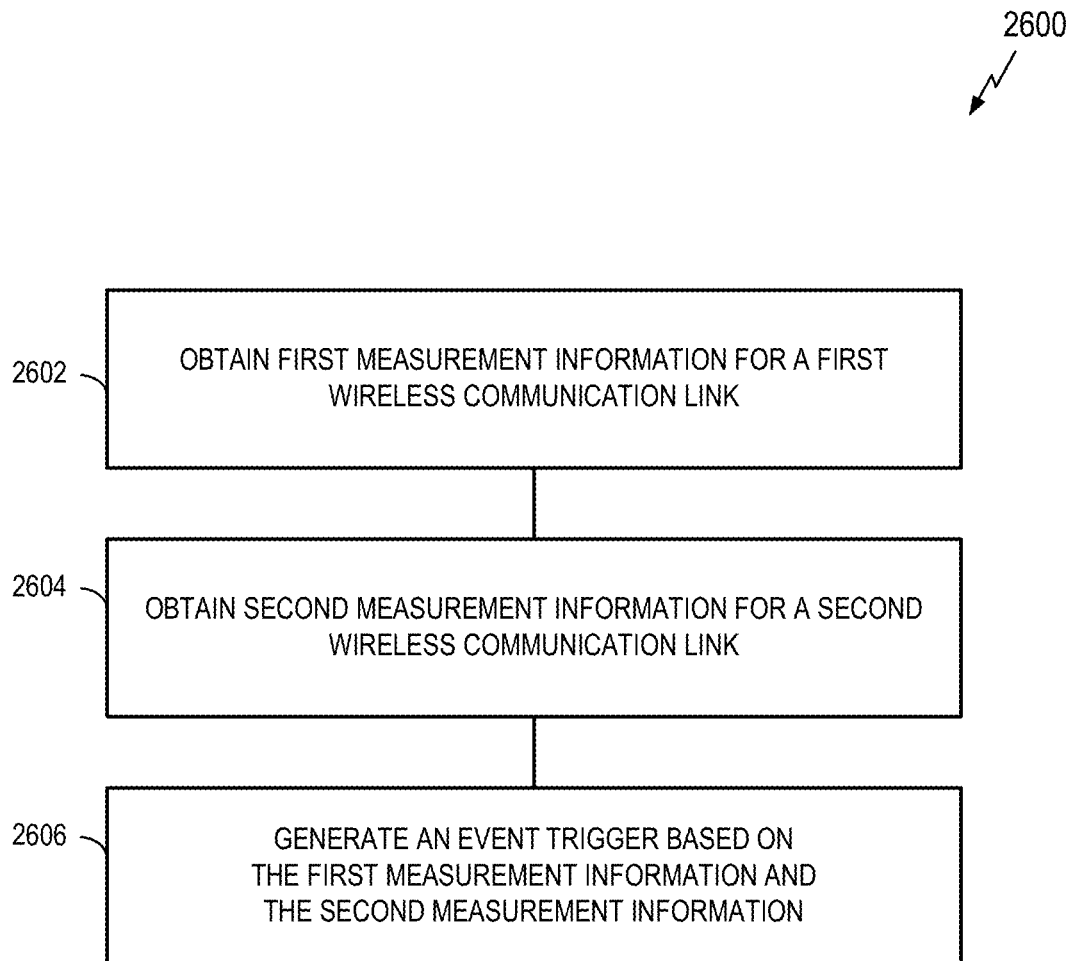 2600
2602
OBTAIN FIRST MEASUREMENT INFORMATION FOR A FIRST
WIRELESS COMMUNICATION LINK
2604
OBTAIN SECOND MEASUREMENT INFORMATION FOR A SECOND
WIRELESS COMMUNICATION LINK
2606
GENERATE AN EVENT TRIGGER BASED ON
THE FIRST MEASUREMENT INFORMATION AND
THE SECOND MEASUREMENT INFORMATION